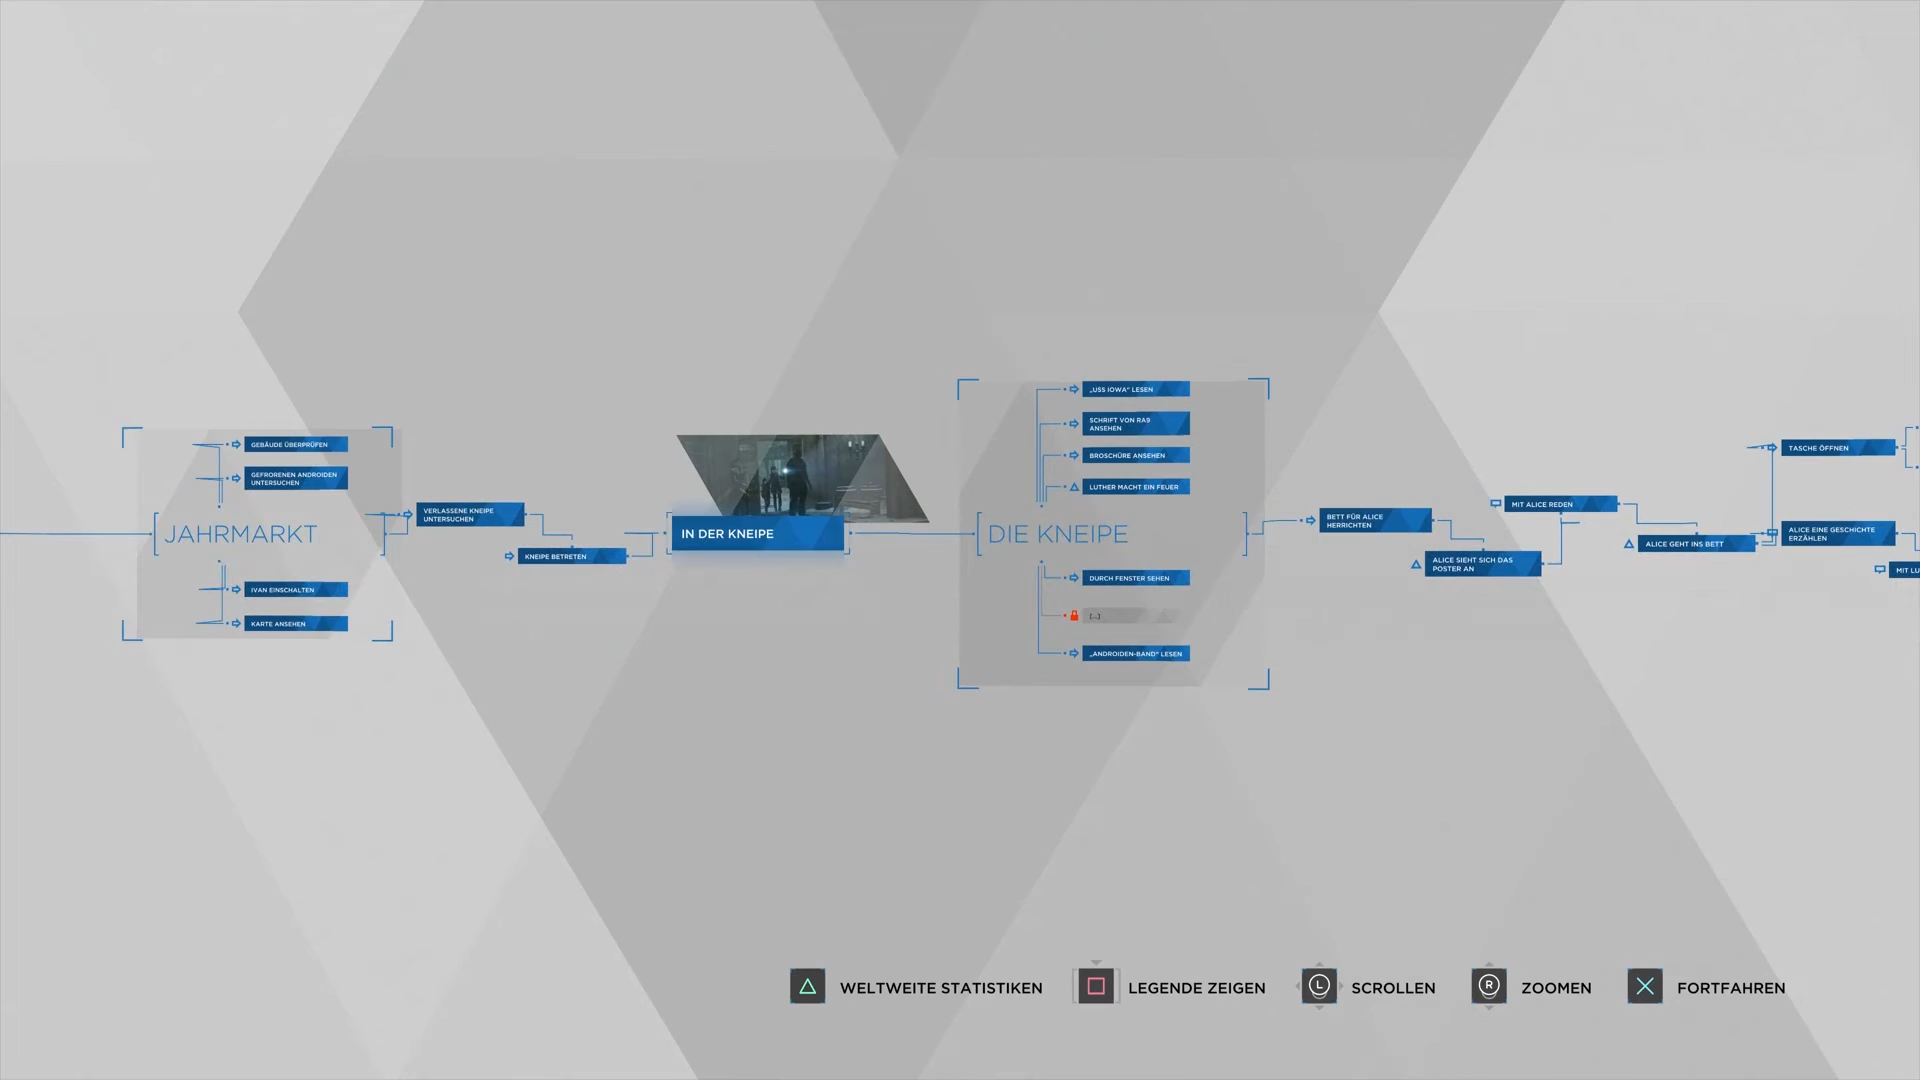 GEBÄUDE ÜBERPRÜFEN
GEFRORENEN ANDROIDEN
UNTERSUCHEN
JAHRMARKT
IVAN EINSCHALTEN
KARTE ANSEHEN
VERLASSENE KNEIPE
UNTERSUCHEN
KNEIPE BETRETEN
IN DER KNEIPE
„USS IOWA“ LESEN
SCHRIFT VON RA9
ANSEHEN
BROSCHÜRE ANSEHEN
LUTHER MACHT EIN FEUER
DIE KNEIPE
DURCH FENSTER SEHEN
[...]
„ANDROIDEN-BAND“ LESEN
BETT FÜR ALICE
HERRICHTEN
ALICE SIEHT SICH DAS
POSTER AN
MIT ALICE REDEN
ALICE GEHT INS BETT
TASCHE ÖFFNEN
ALICE EINE GESCHICHTE
ERZÄHLEN
MIT LU
WELTWEITE STATISTIKEN
LEGENDE ZEIGEN
L SCROLLEN
R ZOOMEN
FORTFAHREN